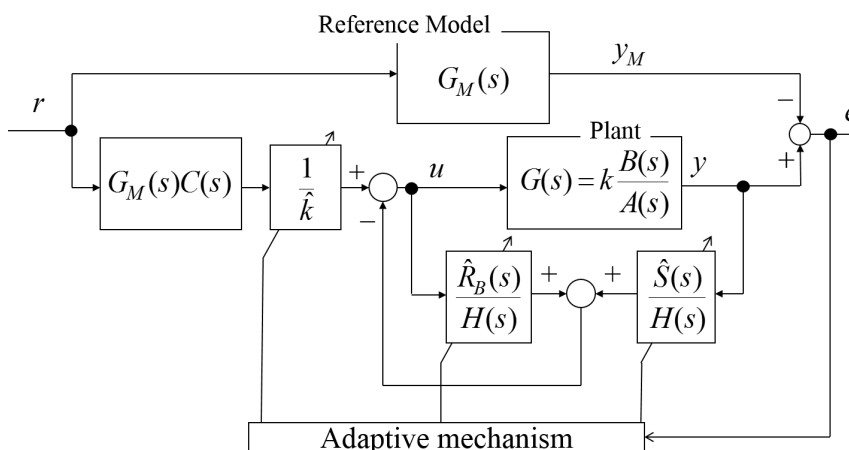 Reference Model
y_M
G_M(s)
r
−
e
Plant
+
G_M(s)C(s)
1/k̂
+
u
G(s) = k B(s)/A(s)
y
−
R̂_B(s)/H(s)
+
+
Ŝ(s)/H(s)
Adaptive mechanism